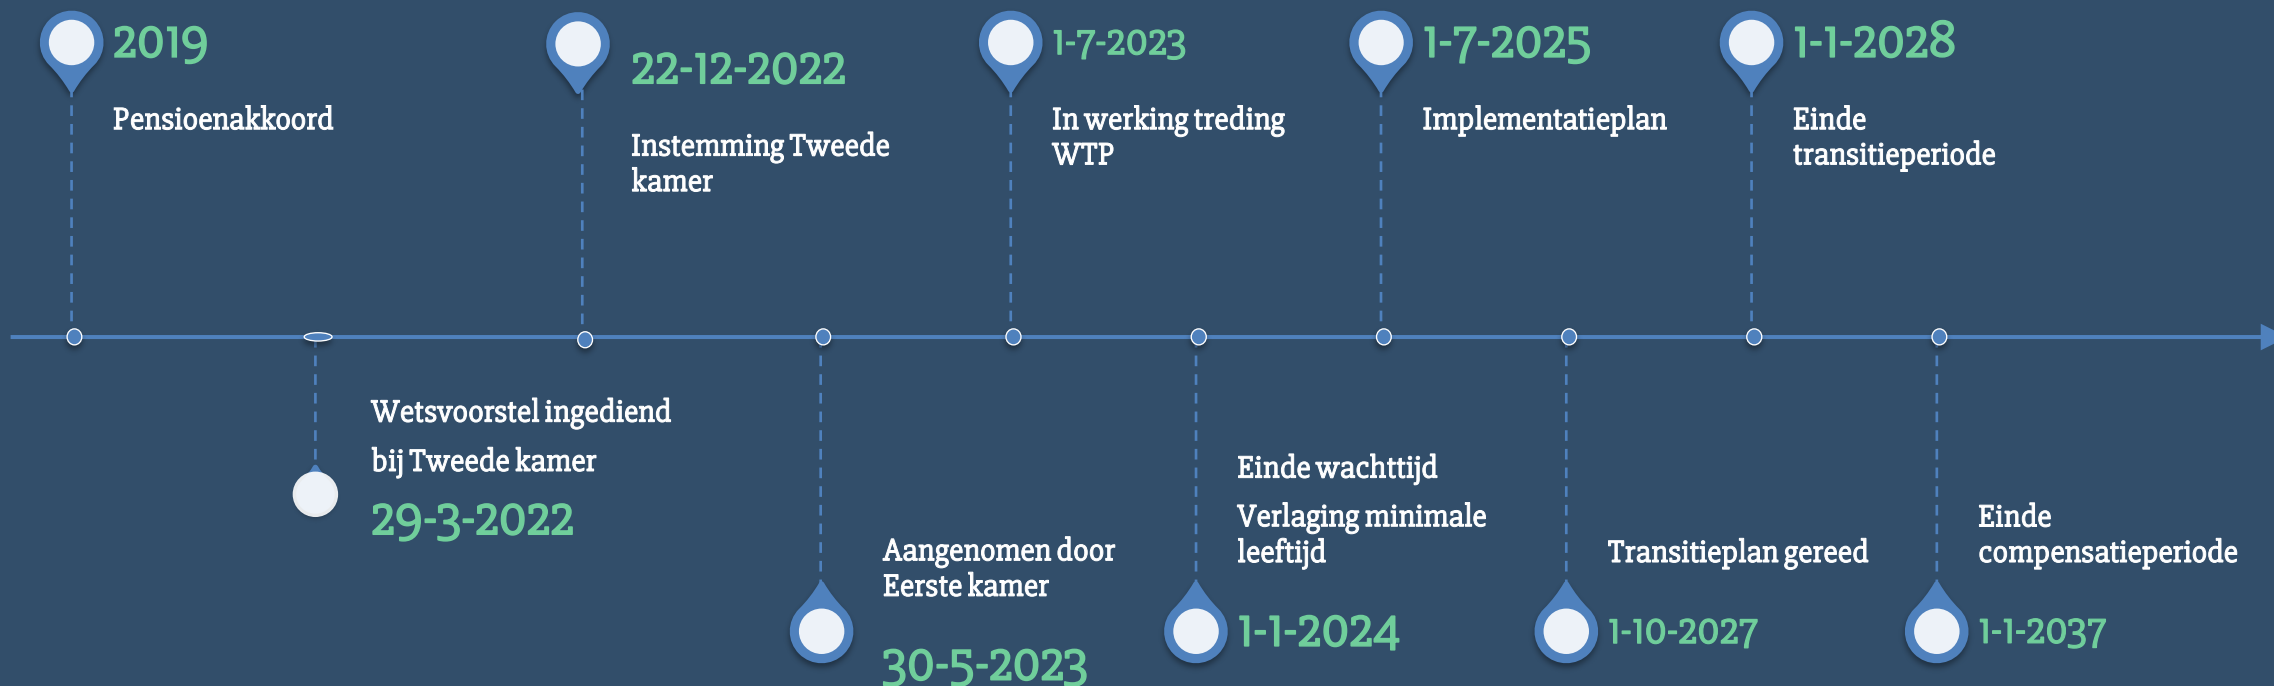 2019
Pensioenakkoord
22-12-2022
Instemming Tweede
kamer
1-7-2023
In werking treding
WTP
1-7-2025
Implementatieplan
1-1-2028
Einde
transitieperiode
Wetsvoorstel ingediend
bij Tweede kamer
29-3-2022
Aangenomen door
Eerste kamer
30-5-2023
Einde wachttijd
Verlaging minimale
leeftijd
1-1-2024
Transitieplan gereed
1-10-2027
Einde
compensatieperiode
1-1-2037